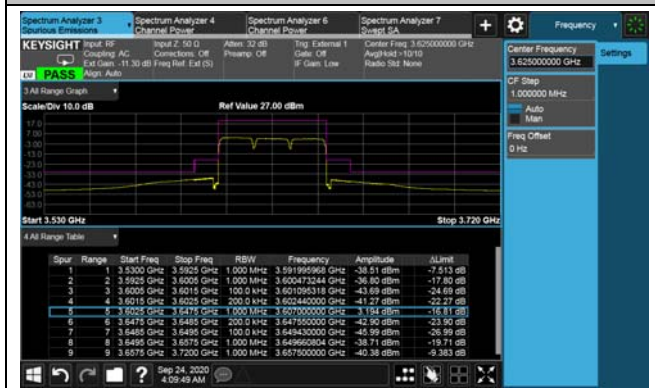 Spectrum Analyzer 3
Spurious Emissions
Spectrum Analyzer 4
Channel Power
Spectrum Analyzer 6
Channel Power
Spectrum Analyzer 7
Swept SA
+
Frequency
KEYSIGHT
Input: RF
Coupling: AC
Ext Gain: -11.30 dB
Align: Auto
Input Z: 50 Ω
Corrections: Off
Freq Ref: Ext (S)
Atten: 32 dB
Preamp: Off
Trig: External 1
Gate: Off
IF Gain: Low
Center Freq: 3.625000000 GHz
Avg|Hold:>10/10
Radio Std: None
PASS
Center Frequency
3.625000000 GHz
Settings
CF Step
1.000000 MHz
Auto
Man
Freq Offset
0 Hz
3 All Range Graph
Scale/Div 10.0 dB
Ref Value 27.00 dBm
17.0
7.00
-3.00
-13.0
-23.0
-33.0
-43.0
-53.0
-63.0
Start 3.530 GHz
Stop 3.720 GHz
4 All Range Table
Spur Range Start Freq Stop Freq RBW Frequency Amplitude ΔLimit
1 1 3.5300 GHz 3.5925 GHz 1.000 MHz 3.591995968 GHz -38.51 dBm -7.513 dB
2 2 3.5925 GHz 3.6005 GHz 1.000 MHz 3.600473244 GHz -36.80 dBm -17.80 dB
3 3 3.6005 GHz 3.6015 GHz 100.0 kHz 3.601095318 GHz -43.69 dBm -24.69 dB
4 4 3.6015 GHz 3.6025 GHz 200.0 kHz 3.602440000 GHz -41.27 dBm -22.27 dB
5 5 3.6025 GHz 3.6475 GHz 1.000 MHz 3.607000000 GHz 3.194 dBm -16.81 dB
6 6 3.6475 GHz 3.6485 GHz 200.0 kHz 3.647550000 GHz -42.90 dBm -23.90 dB
7 7 3.6485 GHz 3.6495 GHz 100.0 kHz 3.649430000 GHz -45.99 dBm -26.99 dB
8 8 3.6495 GHz 3.6575 GHz 1.000 MHz 3.649660804 GHz -38.71 dBm -19.71 dB
9 9 3.6575 GHz 3.7200 GHz 1.000 MHz 3.657500000 GHz -40.38 dBm -9.383 dB
?
Sep 24, 2020
4:09:49 AM